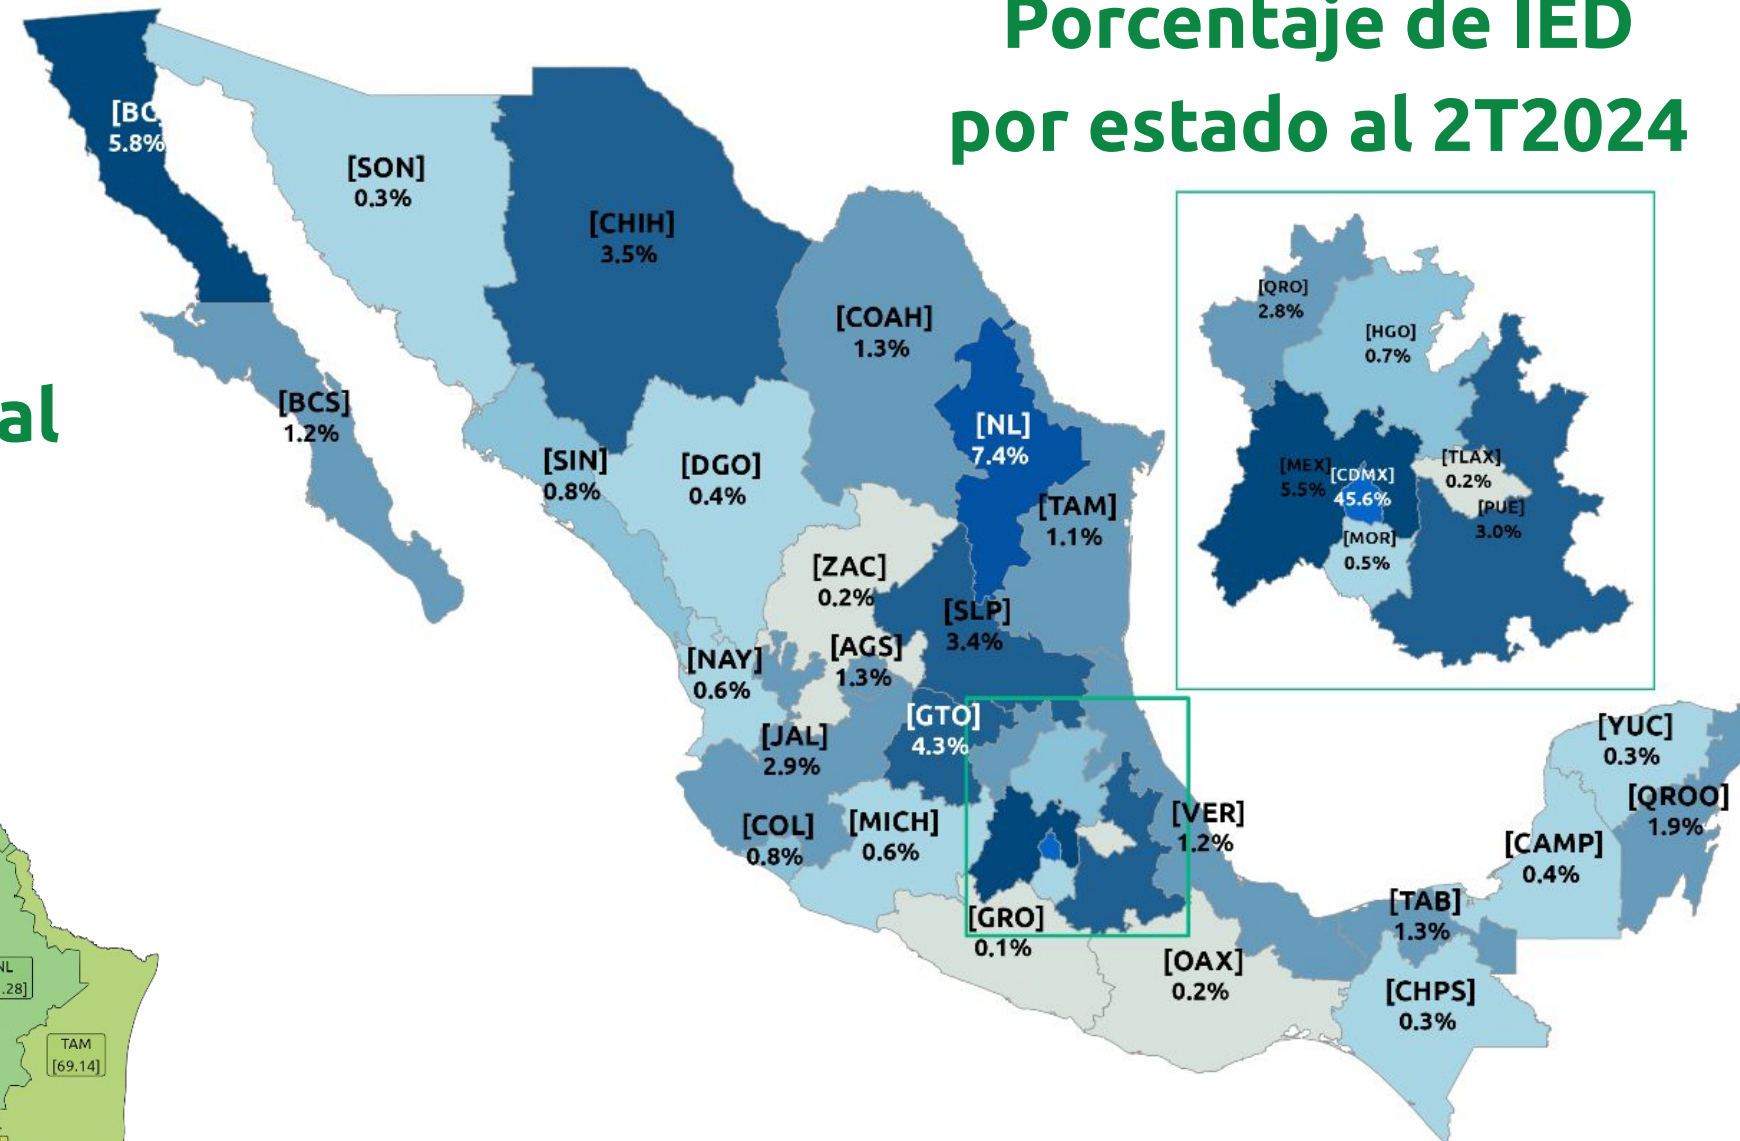 Porcentaje de IED
por estado al 2T2024
[BC]
5.8%
[SON]
0.3%
[CHIH]
3.5%
[COAH]
1.3%
[BCS]
1.2%
[NL]
7.4%
[SIN]
0.8%
[DGO]
0.4%
[TAM]
1.1%
[ZAC]
0.2%
[SLP]
3.4%
[AGS]
1.3%
[NAY]
0.6%
[GTO]
4.3%
[JAL]
2.9%
[COL]
0.8%
[MICH]
0.6%
[VER]
1.2%
[GRO]
0.1%
[OAX]
0.2%
[TAB]
1.3%
[CHPS]
0.3%
[CAMP]
0.4%
[YUC]
0.3%
[QROO]
1.9%
[QRO]
2.8%
[HGO]
0.7%
[MEX]
5.5%
[CDMX]
45.6%
[TLAX]
0.2%
[PUE]
3.0%
[MOR]
0.5%
al
NL
.28]
TAM
[69.14]